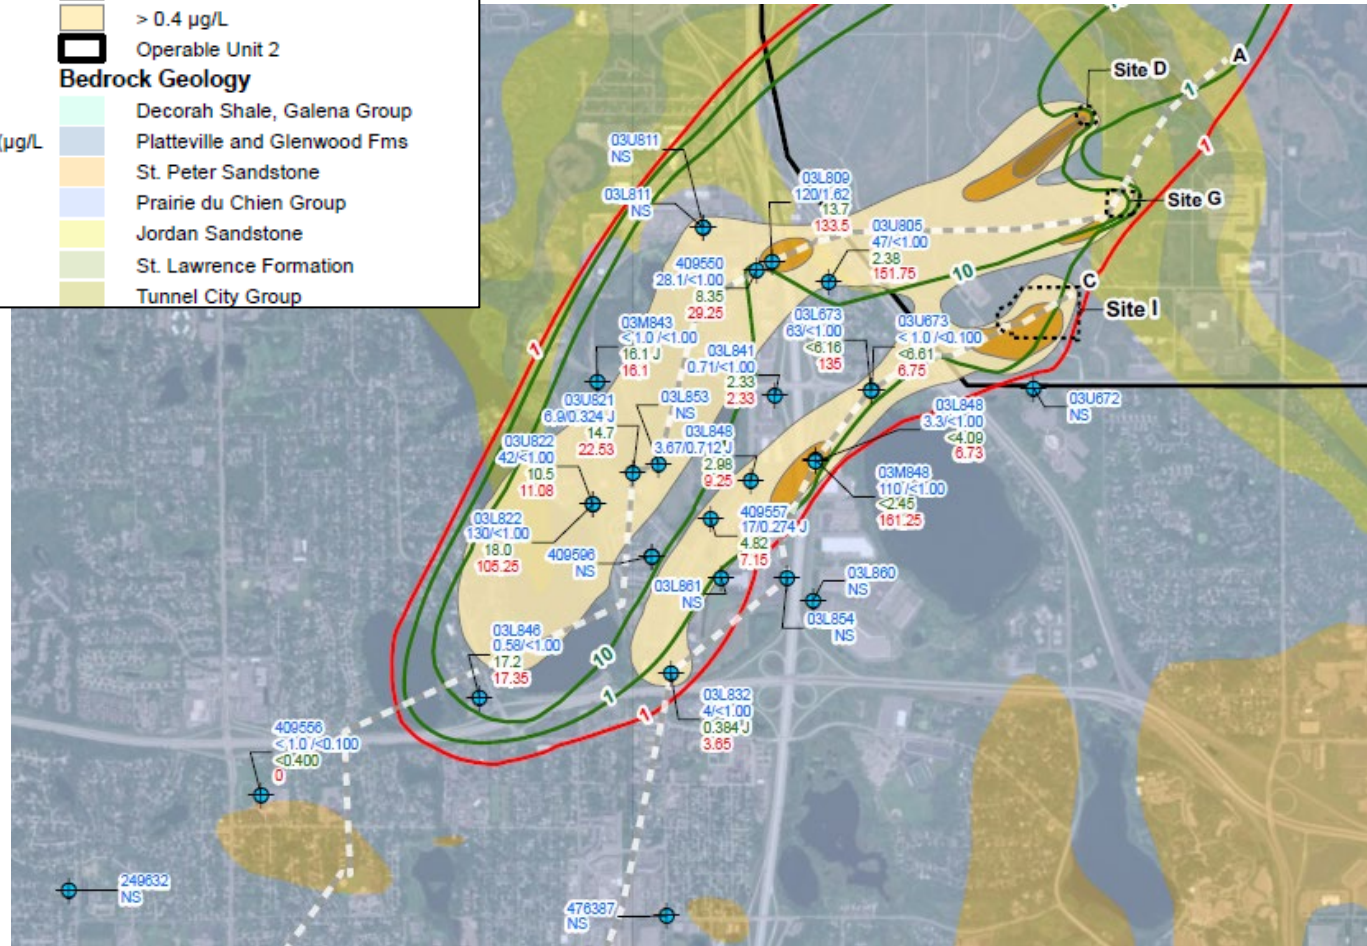 > 0.4 µg/L
Operable Unit 2
Bedrock Geology
Decorah Shale, Galena Group
(µg/L
Platteville and Glenwood Fms
St. Peter Sandstone
Prairie du Chien Group
Jordan Sandstone
St. Lawrence Formation
Tunnel City Group
A
Site D
1
1
Site G
03U811
NS
03L811
NS
03L809
120/1.62
13.7
133.5
03U805
47/<1.00
2.38
151.75
10
409550
28.1/<1.00
8.35
29.25
C
Site I
1
03M843
< 1.0 /<1.00
16.1 J
16.1
03L673
63/<1.00
<6.16
135
03U673
< 1.0 /<0.100
<6.61
6.75
03L841
0.71/<1.00
2.33
2.33
03U672
NS
03U821
6.9/0.324 J
14.7
22.53
03L853
NS
03L848
3.3/<1.00
<4.09
6.73
03L848
3.67/0.712 J
2.98
9.25
03U822
42/<1.00
10.5
11.08
03M848
110 /<1.00
<2.45
161.25
03L822
130/<1.00
18.0
105.25
409557
17/0.274 J
4.82
7.15
409596
NS
03L861
NS
03L860
NS
03L854
NS
03L846
0.58/<1.00
17.2
17.35
10
1
1
03L832
4/<1.00
0.384 J
3.65
409556
< 1.0 /<0.100
<0.400
0
249632
NS
476387
NS